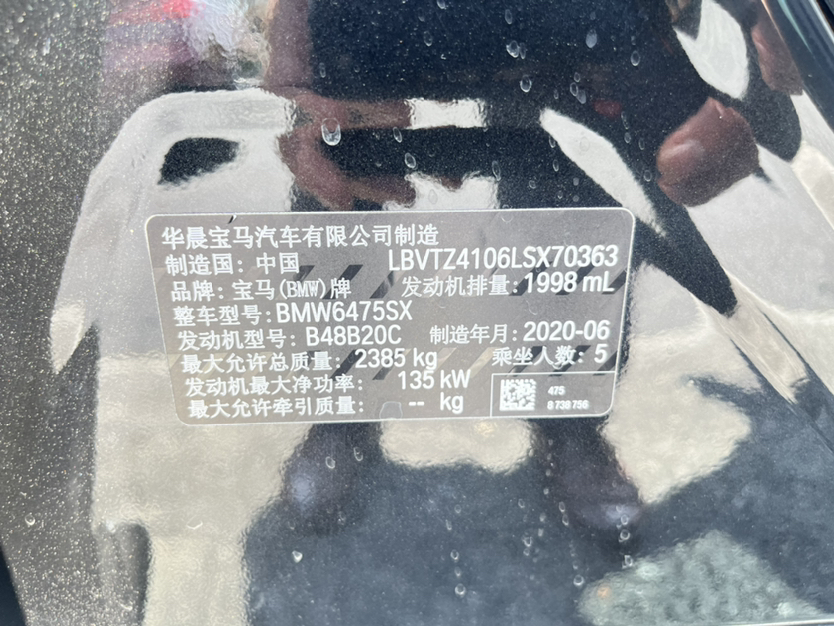 华晨宝马汽车有限公司制造
制造国：中国 LBVTZ4106LSX70363
品牌：宝马(BMW)牌 发动机排量：1998 mL
整车型号：BMW6475SX
发动机型号：B48B20C 制造年月：2020-06
最大允许总质量：2385 kg 乘坐人数：5
发动机最大净功率：135 kW
最大允许牵引质量：-- kg
475
8 738 756